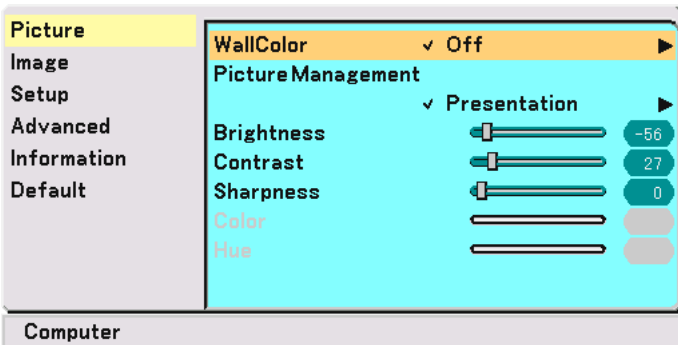 Picture
Image
Setup
Advanced
Information
Default
WallColor ✓ Off ▶
Picture Management
✓ Presentation ▶
Brightness -56
Contrast 27
Sharpness 0
Color
Hue
Computer